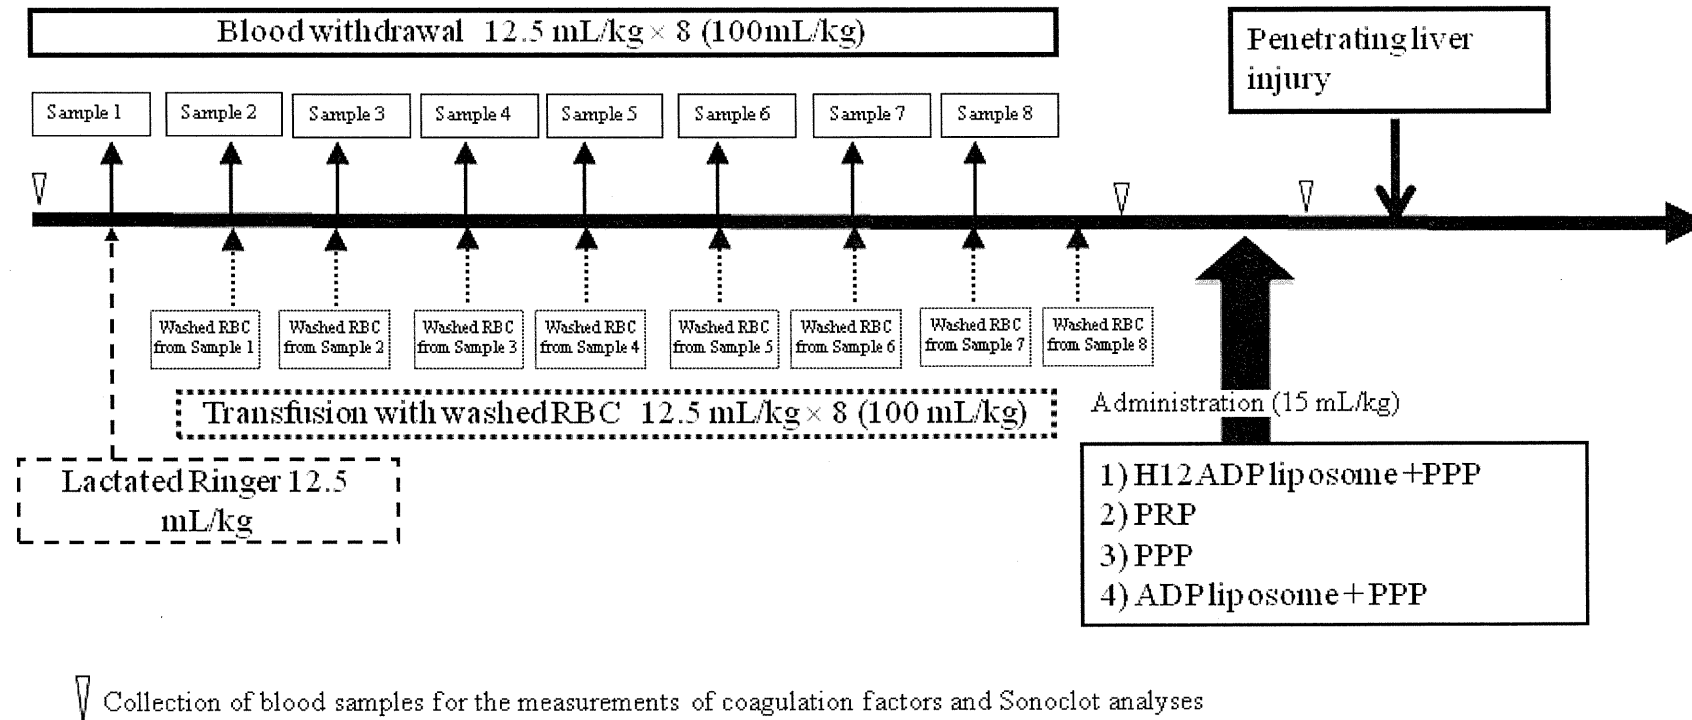 Blood withdrawal 12.5 mL/kg × 8 (100mL/kg)
Penetrating liver
injury
Sample 1
Sample 2
Sample 3
Sample 4
Sample 5
Sample 6
Sample 7
Sample 8
Washed RBC
from Sample 1
Washed RBC
from Sample 2
Washed RBC
from Sample 3
Washed RBC
from Sample 4
Washed RBC
from Sample 5
Washed RBC
from Sample 6
Washed RBC
from Sample 7
Washed RBC
from Sample 8
Transfusion with washed RBC 12.5 mL/kg × 8 (100 mL/kg)
Administration (15 mL/kg)
Lactated Ringer 12.5
mL/kg
1) H12ADP liposome+PPP
2) PRP
3) PPP
4) ADP liposome+PPP
Collection of blood samples for the measurements of coagulation factors and Sonoclot analyses